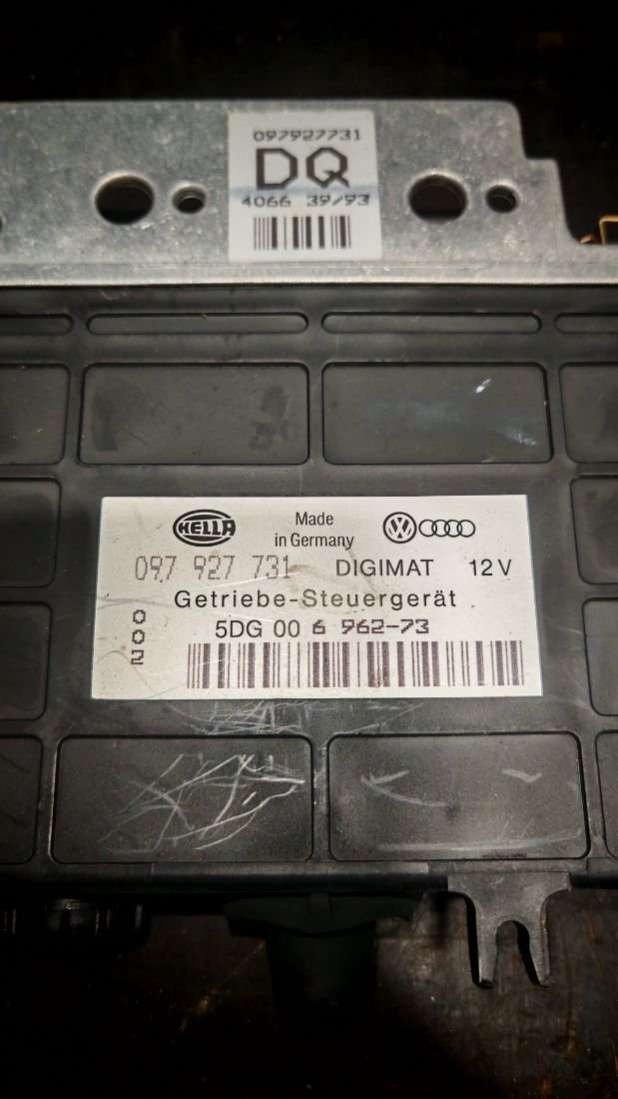 097927731
DQ
4066 39/93
HELLA
Made
in Germany
097 927 731 DIGIMAT 12V
Getriebe-Steuergerät
5DG 00 6 962-73
002